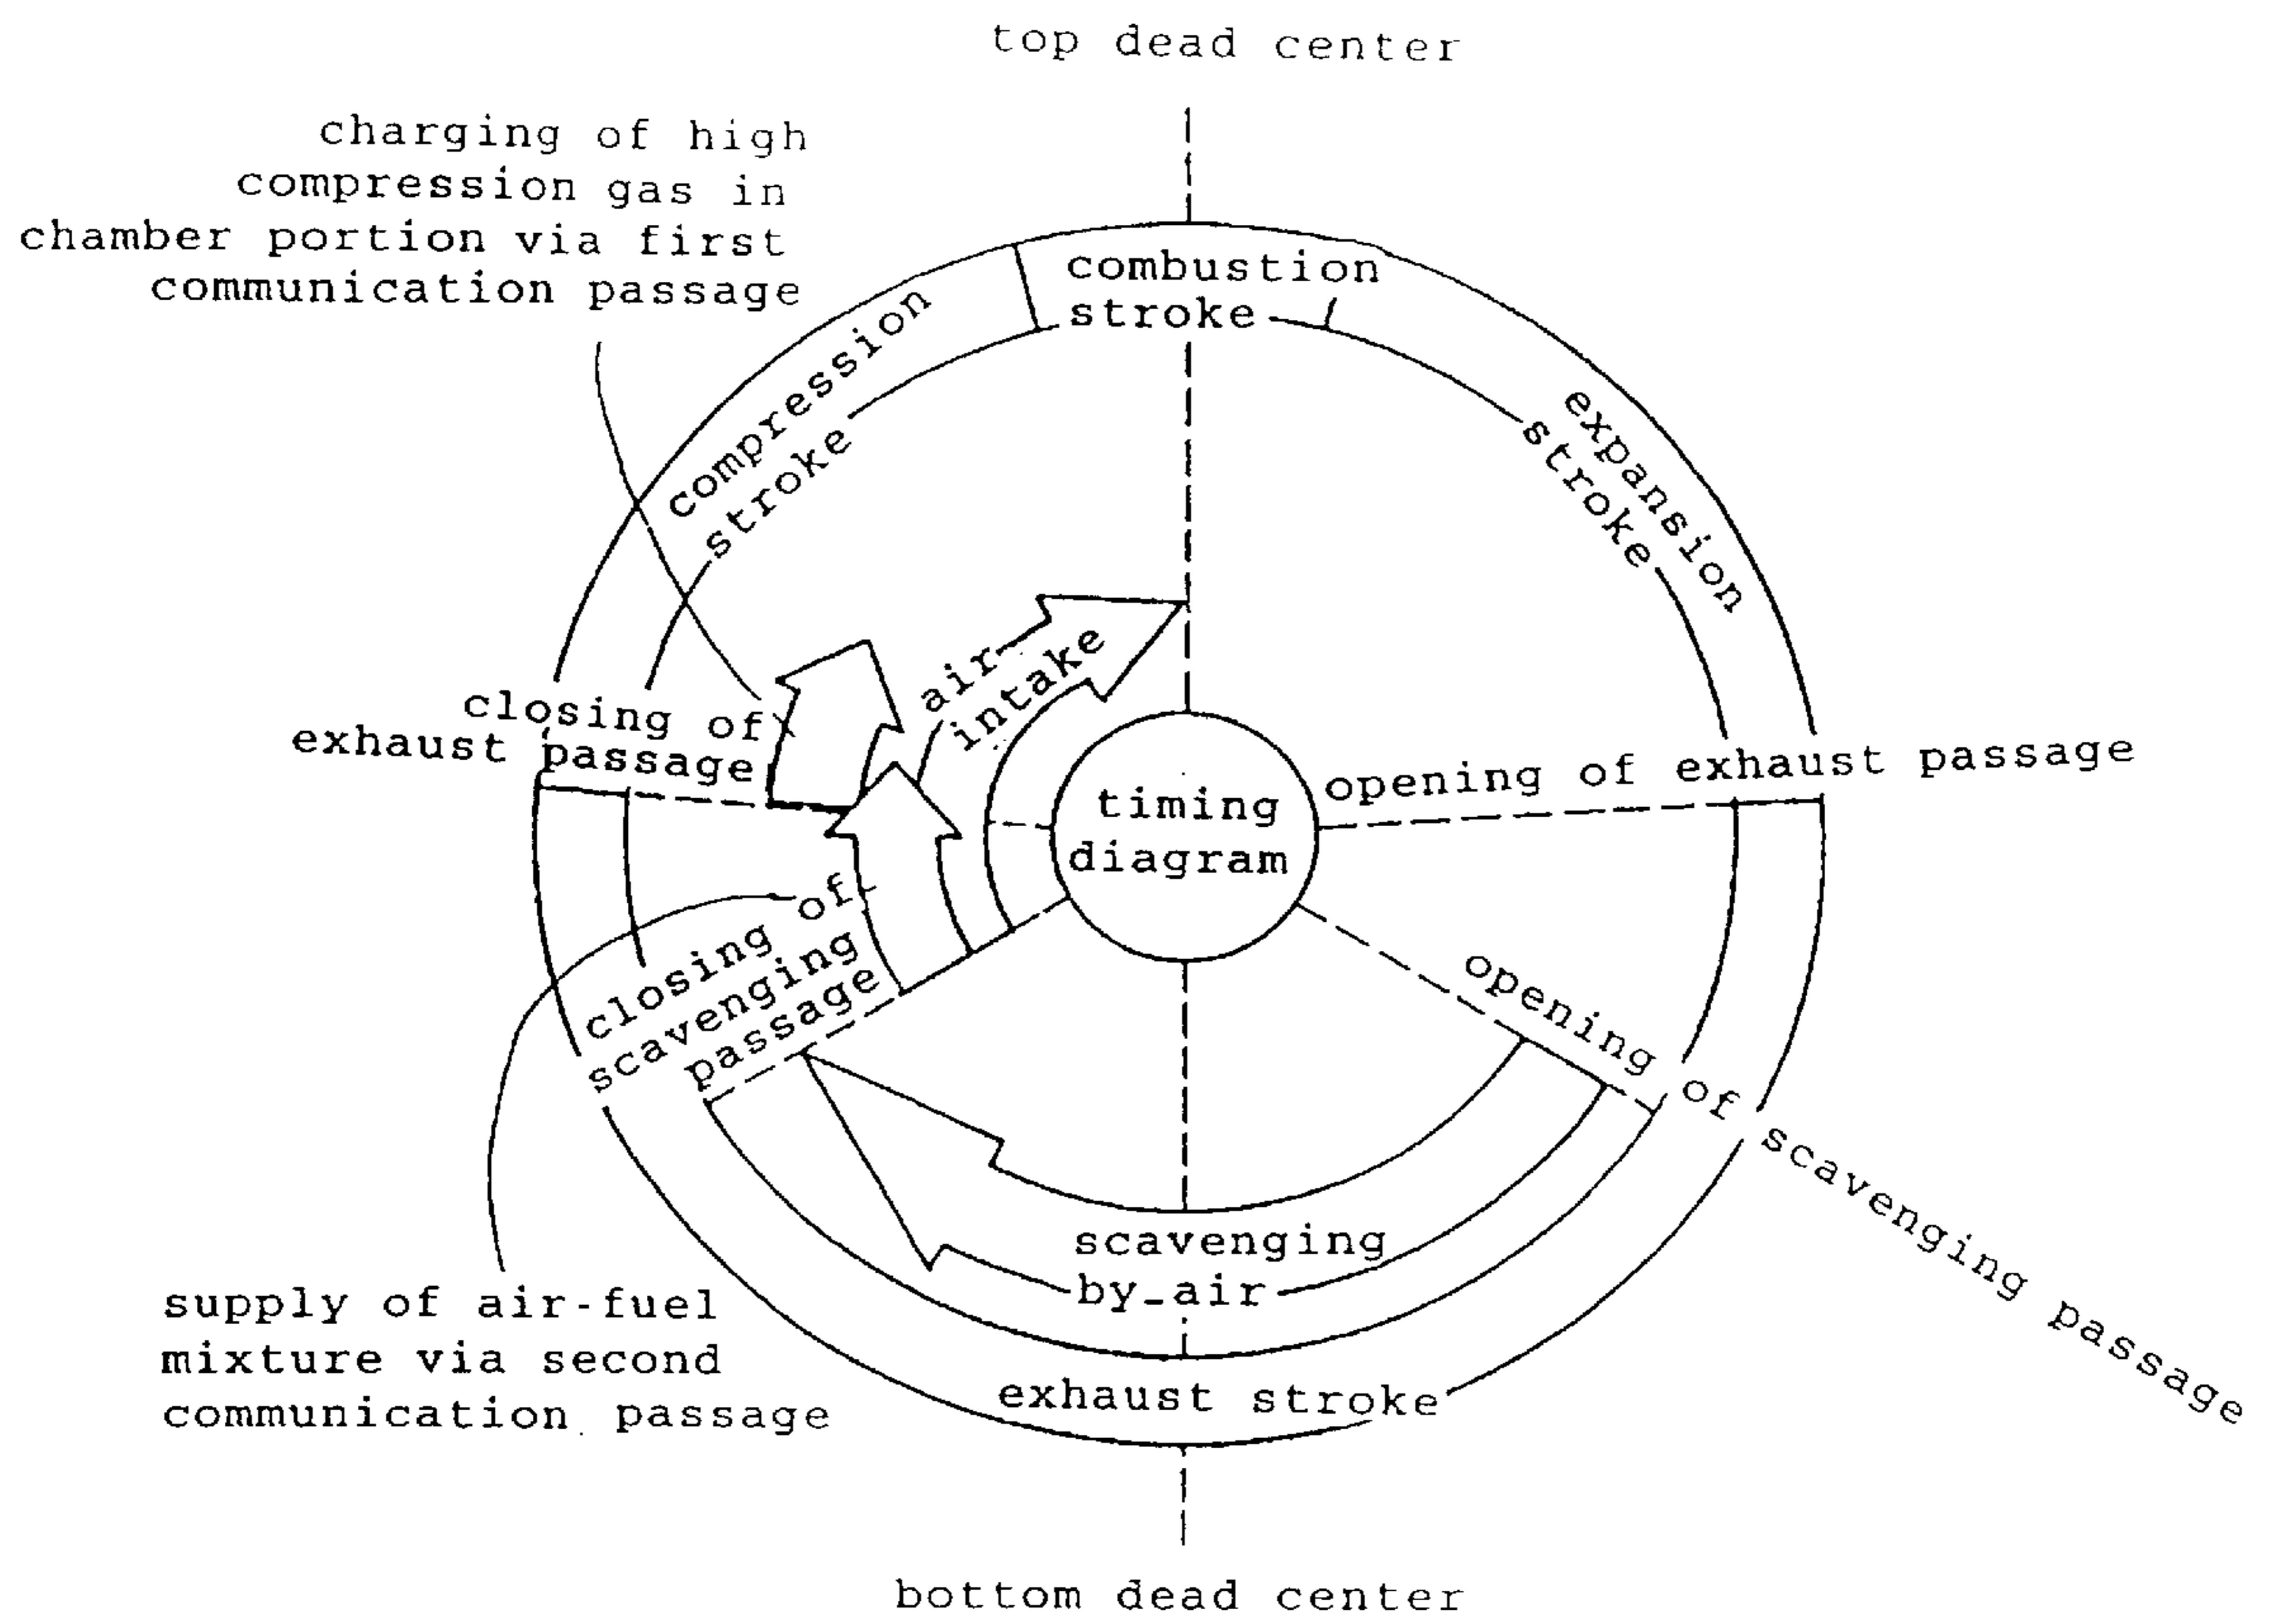 top dead center
charging of high
compression gas in
chamber portion via first
communication passage
combustion
stroke
compression
stroke
expansion
stroke
air
intake
closing of
exhaust passage
opening of exhaust passage
timing
diagram
closing of
scavenging
passage
opening of scavenging passage
scavenging
by air
supply of air-fuel
mixture via second
communication passage
exhaust stroke
bottom dead center